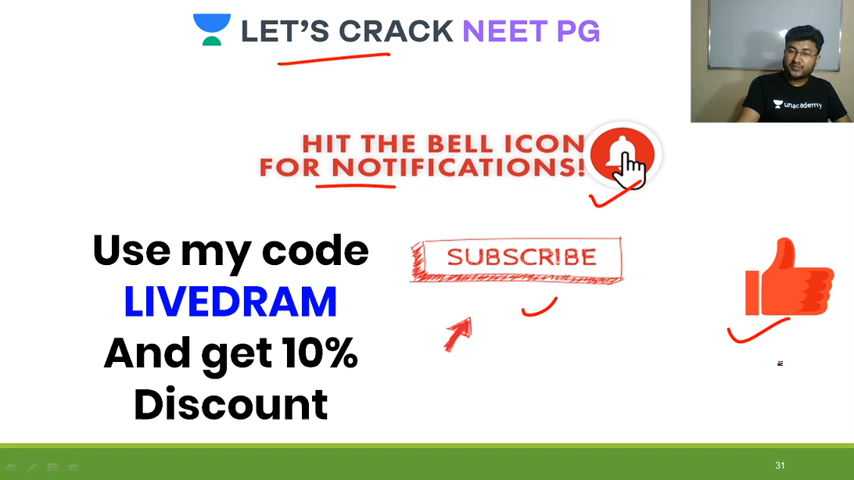 LET'S CRACK NEET PG
unacademy
HIT THE BELL ICON
FOR NOTIFICATIONS!
Use my code
LIVEDRAM
And get 10%
Discount
SUBSCRIBE
31